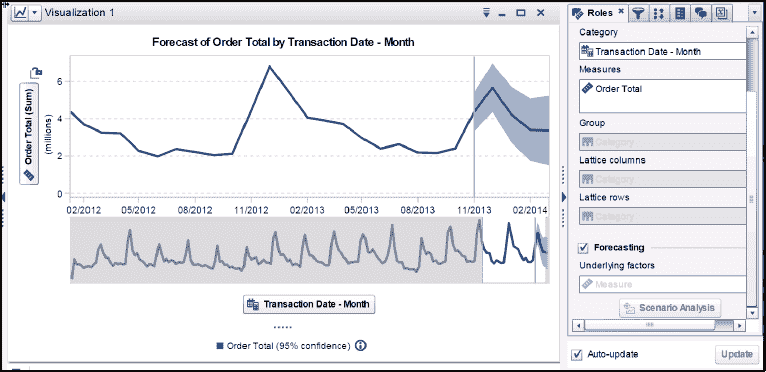 Visualization 1
Forecast of Order Total by Transaction Date - Month
Order Total (Sum)
(millions)
6
4
2
0
02/2012 05/2012 08/2012 11/2012 02/2013 05/2013 08/2013 11/2013 02/2014
Transaction Date - Month
Order Total (95% confidence)
Roles
Category
Transaction Date - Month
Measures
Order Total
Group
Category
Lattice columns
Category
Lattice rows
Category
Forecasting
Underlying factors
Measure
Scenario Analysis
Auto-update
Update